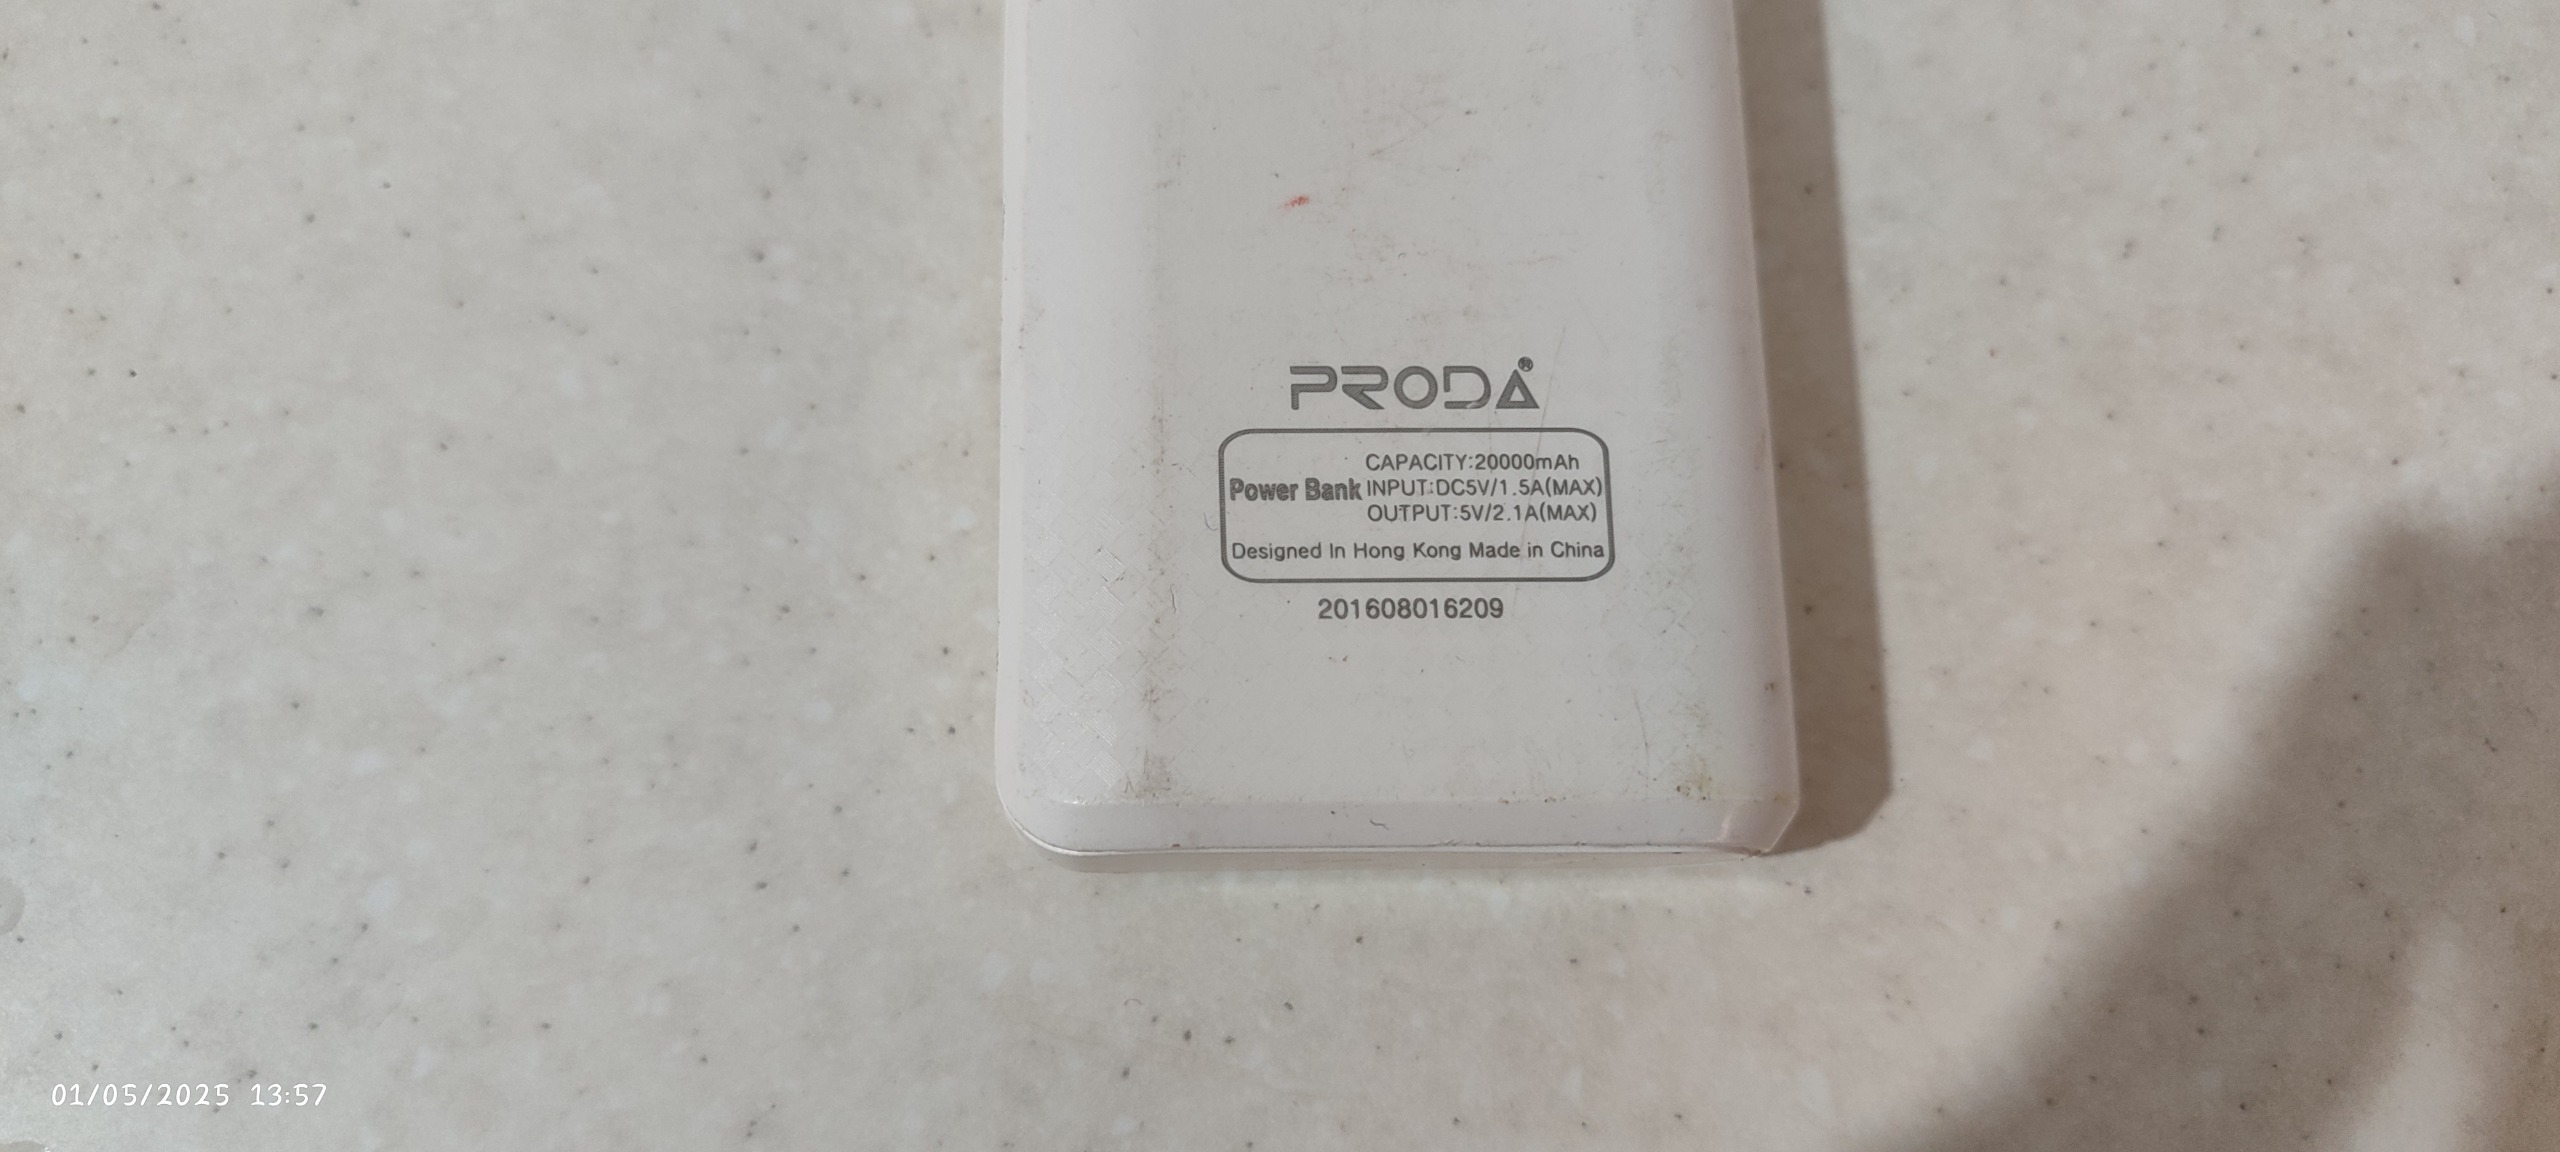 PRODA®
CAPACITY:20000mAh
Power Bank INPUT:DC5V/1.5A(MAX)
OUTPUT:5V/2.1A(MAX)
Designed In Hong Kong Made in China
201608016209
01/05/2025 13:57